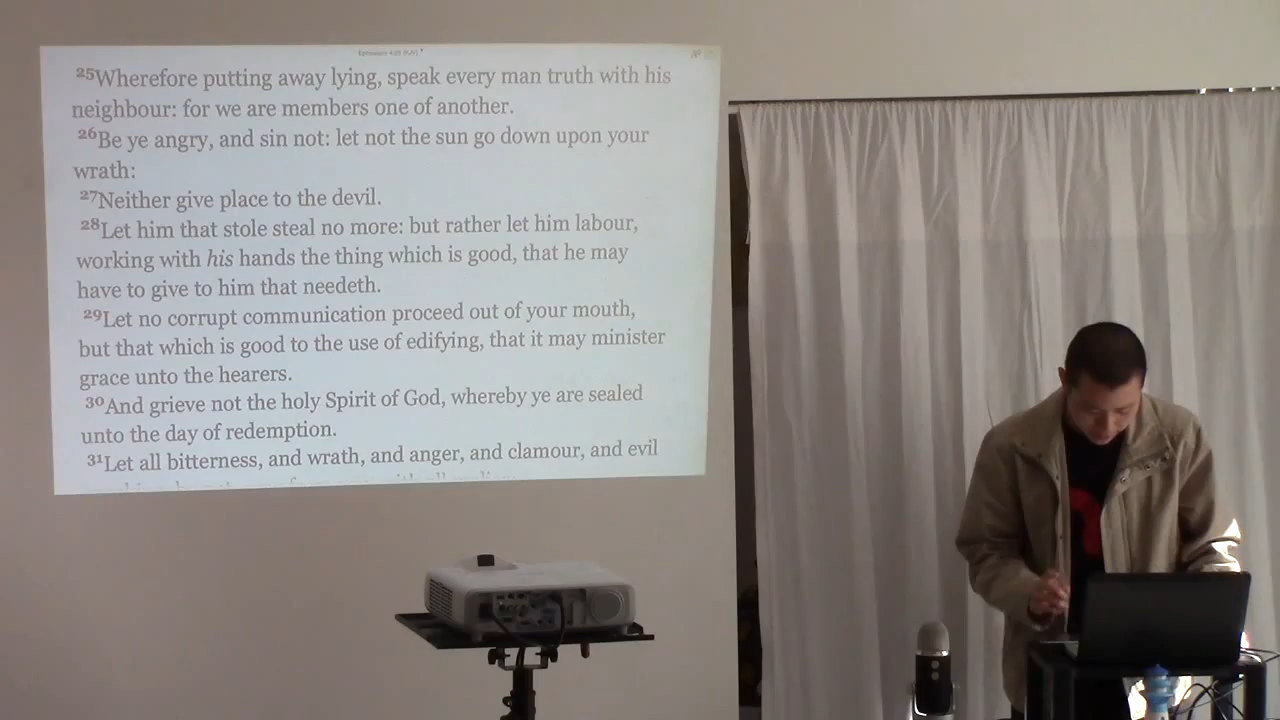 25Wherefore putting away lying, speak every man truth with his
neighbour: for we are members one of another.
26Be ye angry, and sin not: let not the sun go down upon your
wrath:
27Neither give place to the devil.
28Let him that stole steal no more: but rather let him labour,
working with his hands the thing which is good, that he may
have to give to him that needeth.
29Let no corrupt communication proceed out of your mouth,
but that which is good to the use of edifying, that it may minister
grace unto the hearers.
30And grieve not the holy Spirit of God, whereby ye are sealed
unto the day of redemption.
31Let all bitterness, and wrath, and anger, and clamour, and evil